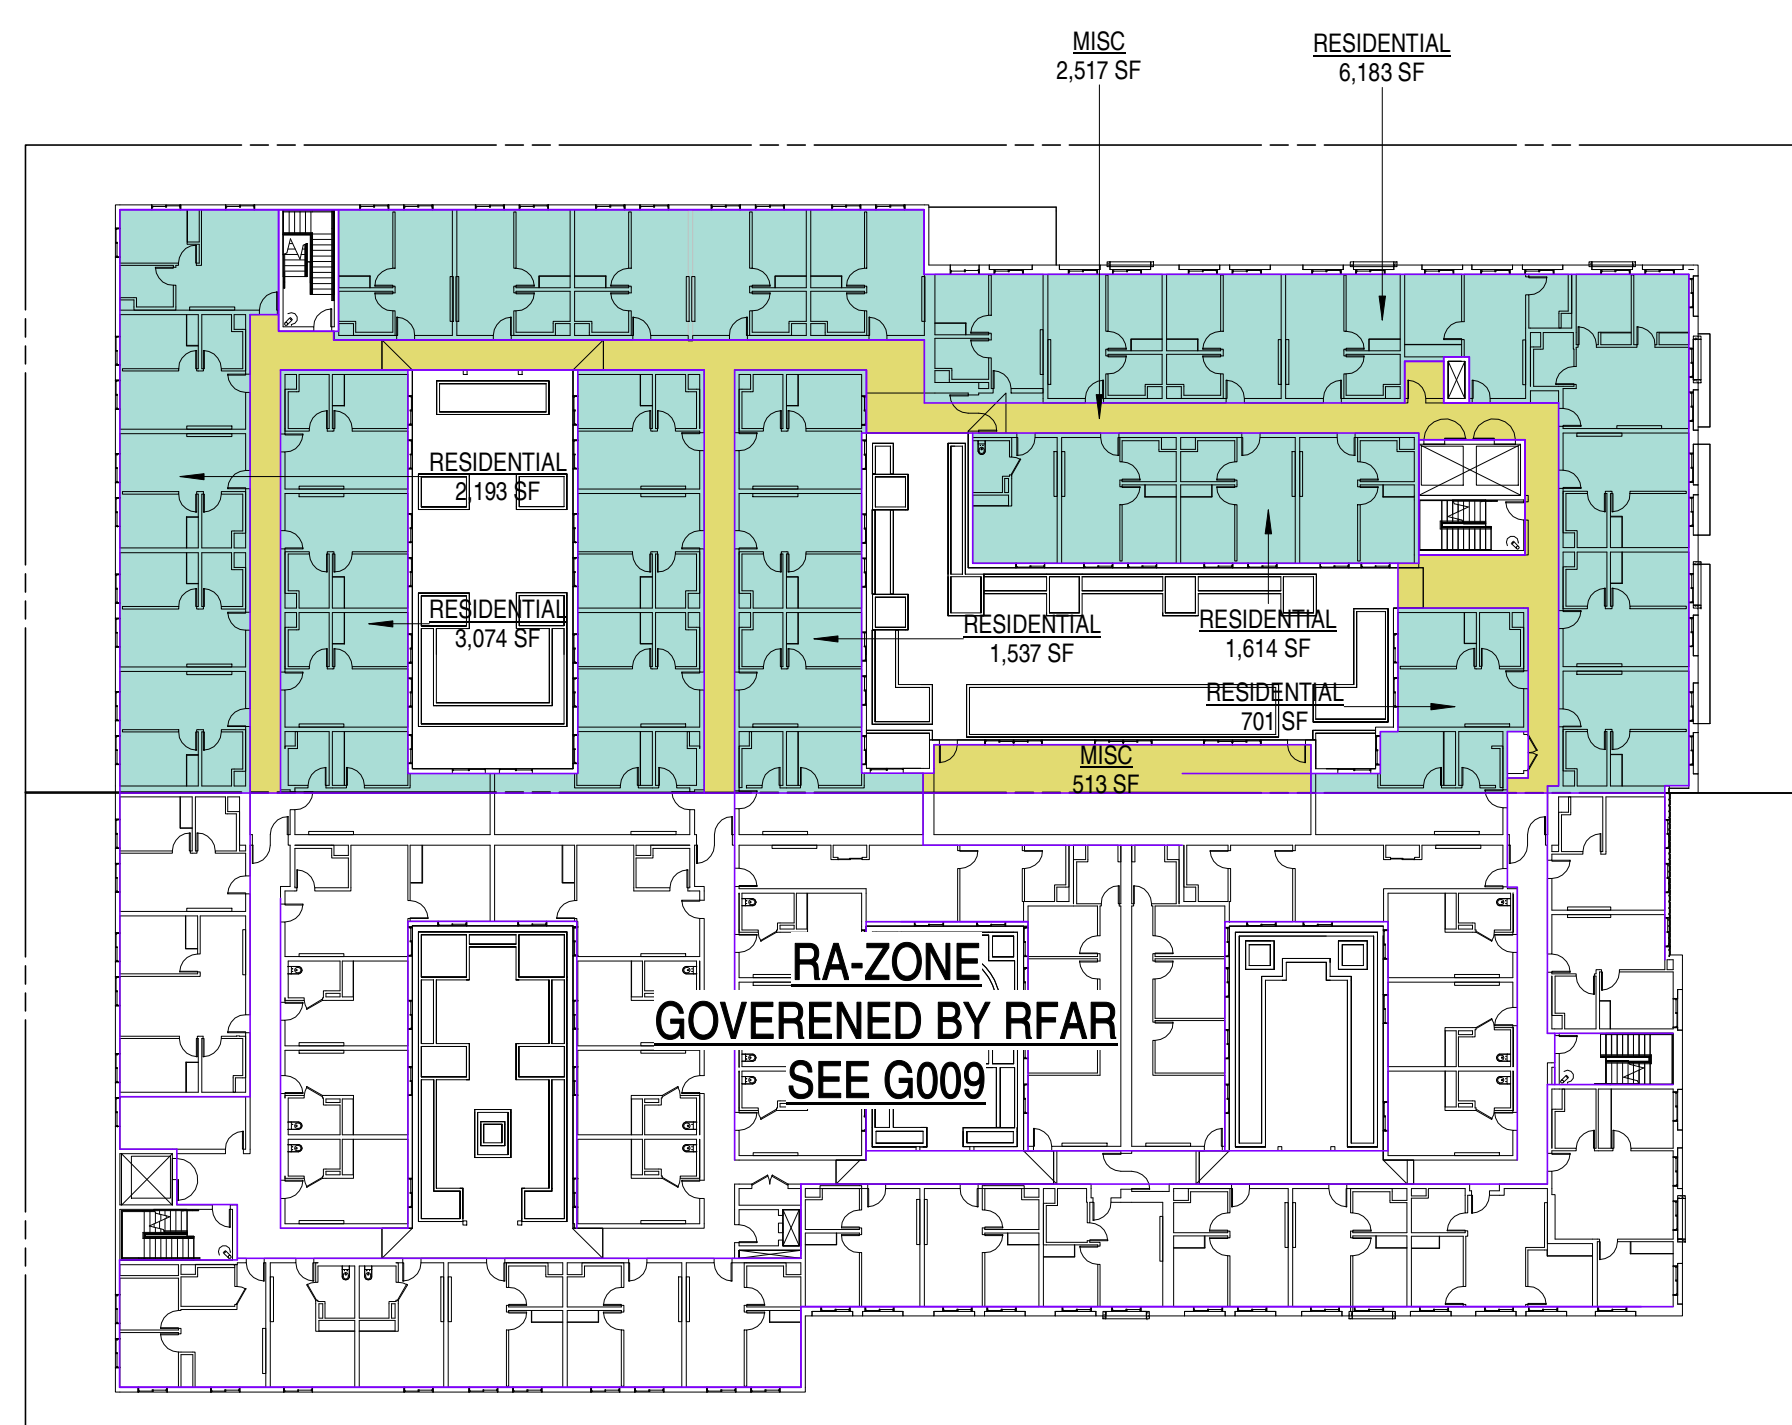 MISC
2,517 SF
RESIDENTIAL
6,183 SF
RESIDENTIAL
2,193 SF
RESIDENTIAL
3,074 SF
RESIDENTIAL
1,537 SF
RESIDENTIAL
1,614 SF
RESIDENTIAL
701 SF
MISC
513 SF
RA-ZONE
GOVERENED BY RFAR
SEE G009